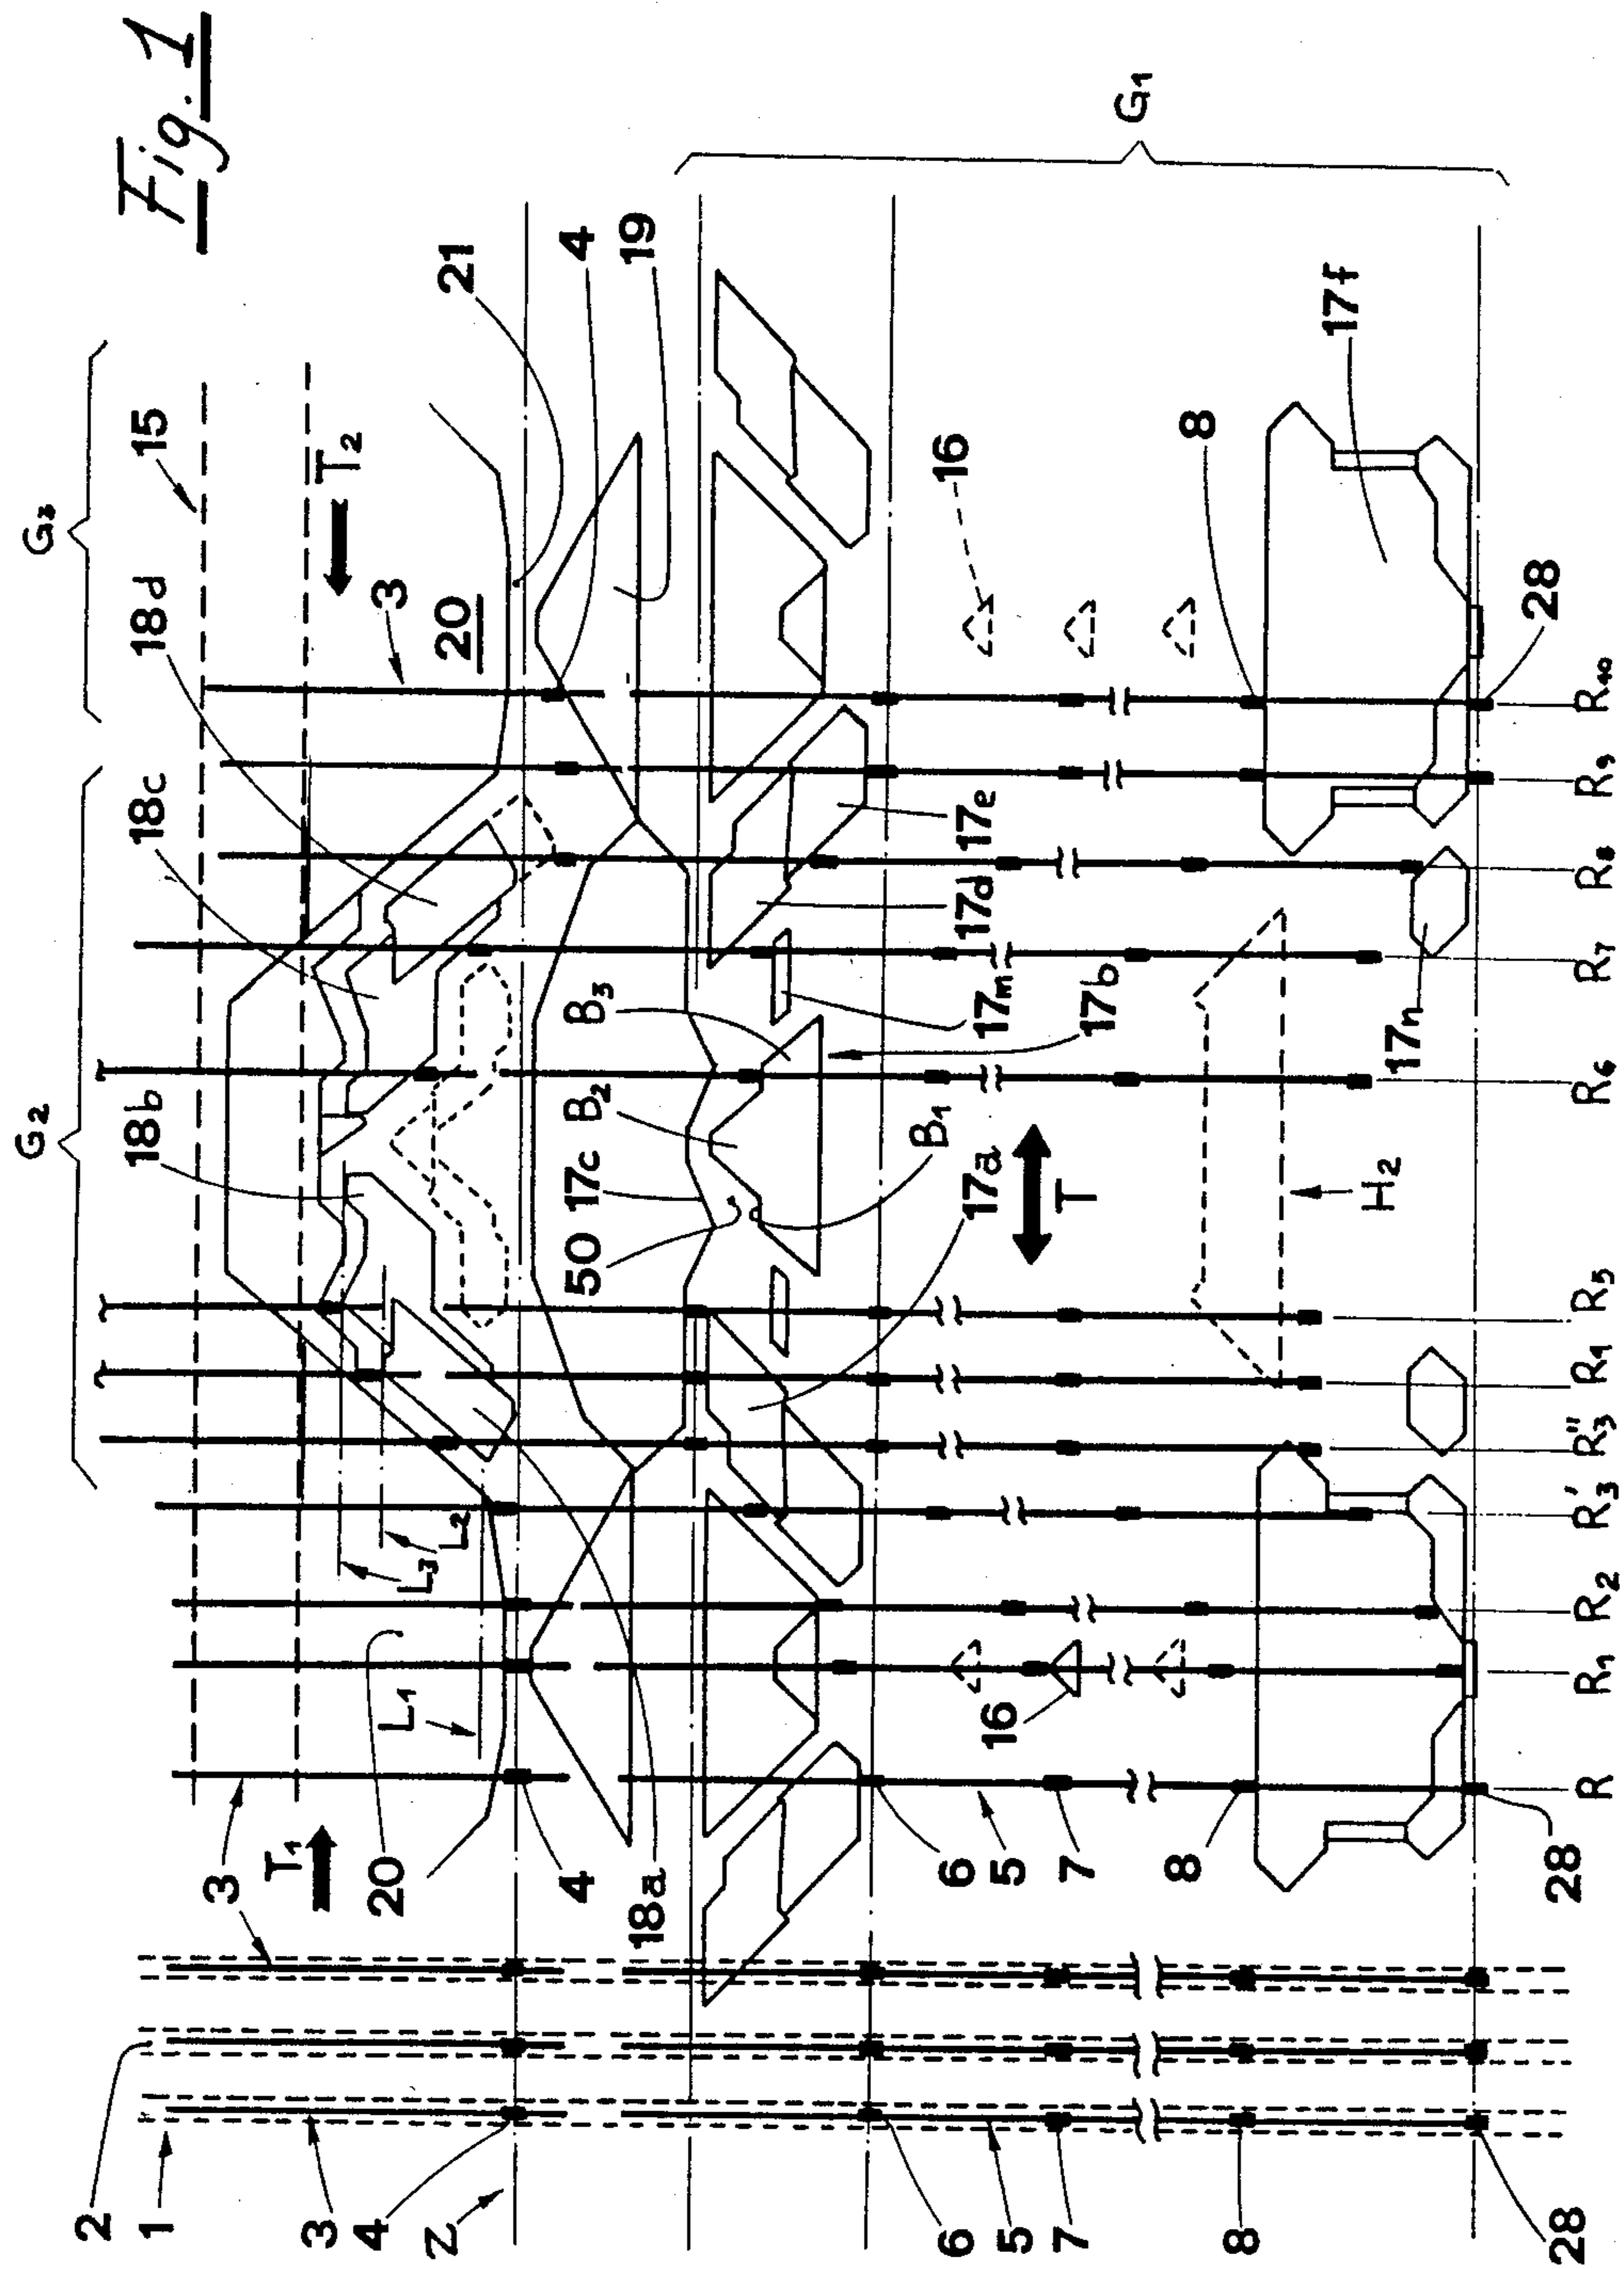 Fig. 1
G3
G2
G1
15
T2
18d
3
20
21
4
19
18c
18b
16
8
17f
28
L3
L2
L1
T1
3
20
4
18a
50
17c
B2
B3
B1
17a
17m
17b
17d
17e
T
H2
17n
16
6
5
7
8
28
R
R1
R2
R3'
R3''
R4
R5
R6
R7
R8
R9
R10
2
1
3
4
Z
6
5
7
8
28
3